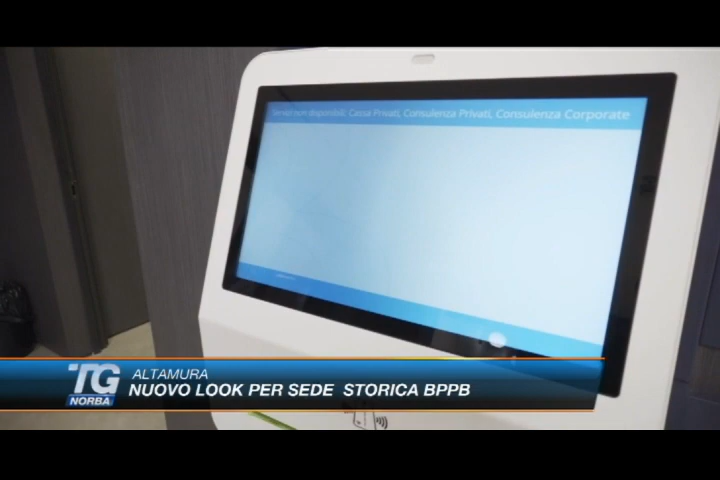 Servizi non disponibili: Cassa Privati, Consulenza Privati, Consulenza Corporate
TG
NORBA
ALTAMURA
NUOVO LOOK PER SEDE STORICA BPPB